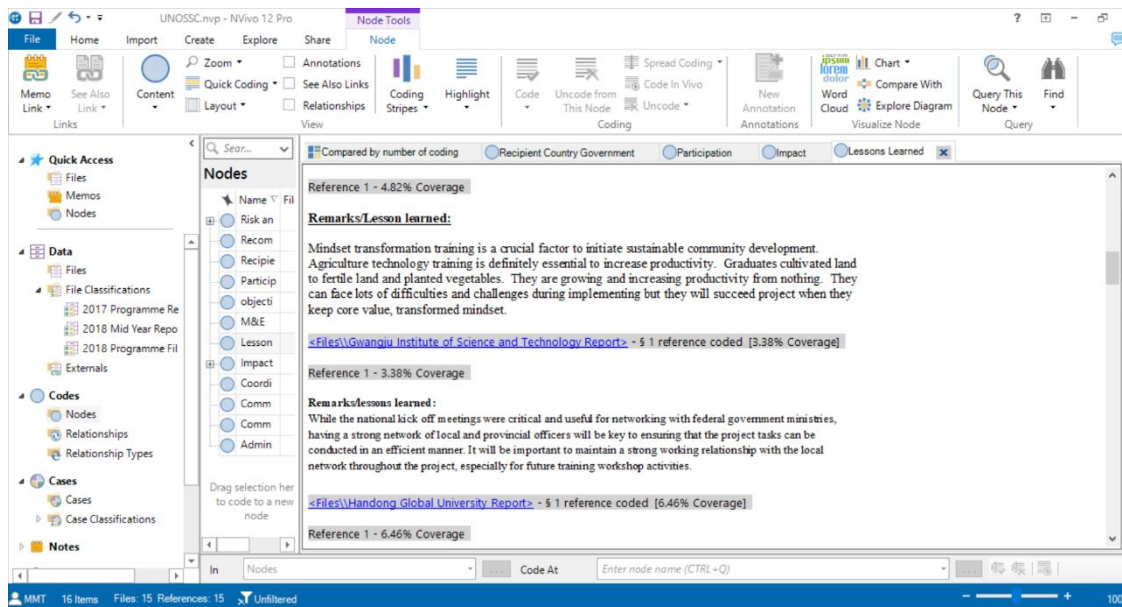 UNOSSC.nvp - NVivo 12 Pro
Node Tools
?
File
Home
Import
Create
Explore
Share
Node
Memo Link
See Also Link
Links
Content
Zoom
Quick Coding
Layout
Annotations
See Also Links
Relationships
Coding Stripes
Highlight
View
Code
Uncode from This Node
Spread Coding
Code In Vivo
Uncode
Coding
New Annotation
Annotations
Word Cloud
Chart
Compare With
Explore Diagram
Visualize Node
Query This Node
Find
Query
Quick Access
Files
Memos
Nodes
Data
Files
File Classifications
2017 Programme Re
2018 Mid Year Repo
2018 Programme Fil
Externals
Codes
Nodes
Relationships
Relationship Types
Cases
Cases
Case Classifications
Notes
Sear...
Nodes
Name
Fil
Risk an
Recom
Recipie
Particip
objecti
M&E
Lesson
Impact
Coordi
Comm
Comm
Admin
Drag selection her
to code to a new
node
Compared by number of coding
Recipient Country Government
Participation
Impact
Lessons Learned
Reference 1 - 4.82% Coverage
Remarks/Lesson learned:
Mindset transformation training is a crucial factor to initiate sustainable community development.
Agriculture technology training is definitely essential to increase productivity. Graduates cultivated land
to fertile land and planted vegetables. They are growing and increasing productivity from nothing. They
can face lots of difficulties and challenges during implementing but they will succeed project when they
keep core value, transformed mindset.
<Files\\Gwangju Institute of Science and Technology Report> - § 1 reference coded [3.38% Coverage]
Reference 1 - 3.38% Coverage
Remarks/lessons learned:
While the national kick off meetings were critical and useful for networking with federal government ministries,
having a strong network of local and provincial officers will be key to ensuring that the project tasks can be
conducted in an efficient manner. It will be important to maintain a strong working relationship with the local
network throughout the project, especially for future training workshop activities.
<Files\\Handong Global University Report> - § 1 reference coded [6.46% Coverage]
Reference 1 - 6.46% Coverage
In
Nodes
...
Code At
Enter node name (CTRL+Q)
...
MMT
16 Items
Files: 15
References: 15
Unfiltered
100